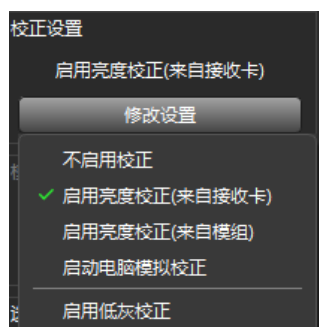 校正设置
启用亮度校正(来自接收卡)
修改设置
不启用校正
启用亮度校正(来自接收卡)
启用亮度校正(来自模组)
启动电脑模拟校正
启用低灰校正